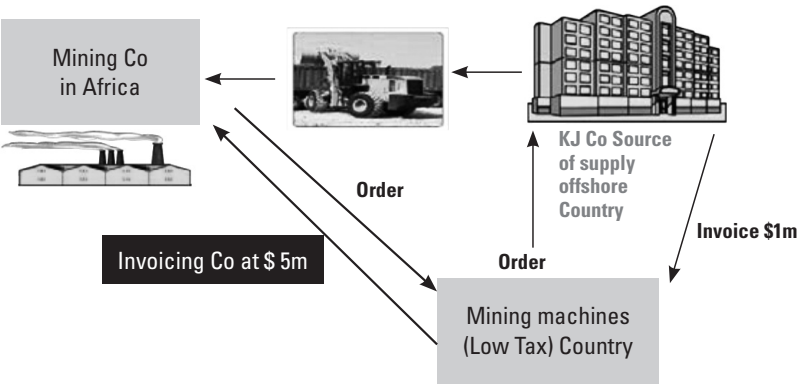 Mining Co
in Africa
KJ Co Source
of supply
offshore
Country
Order
Invoice $1m
Invoicing Co at $ 5m
Order
Mining machines
(Low Tax) Country